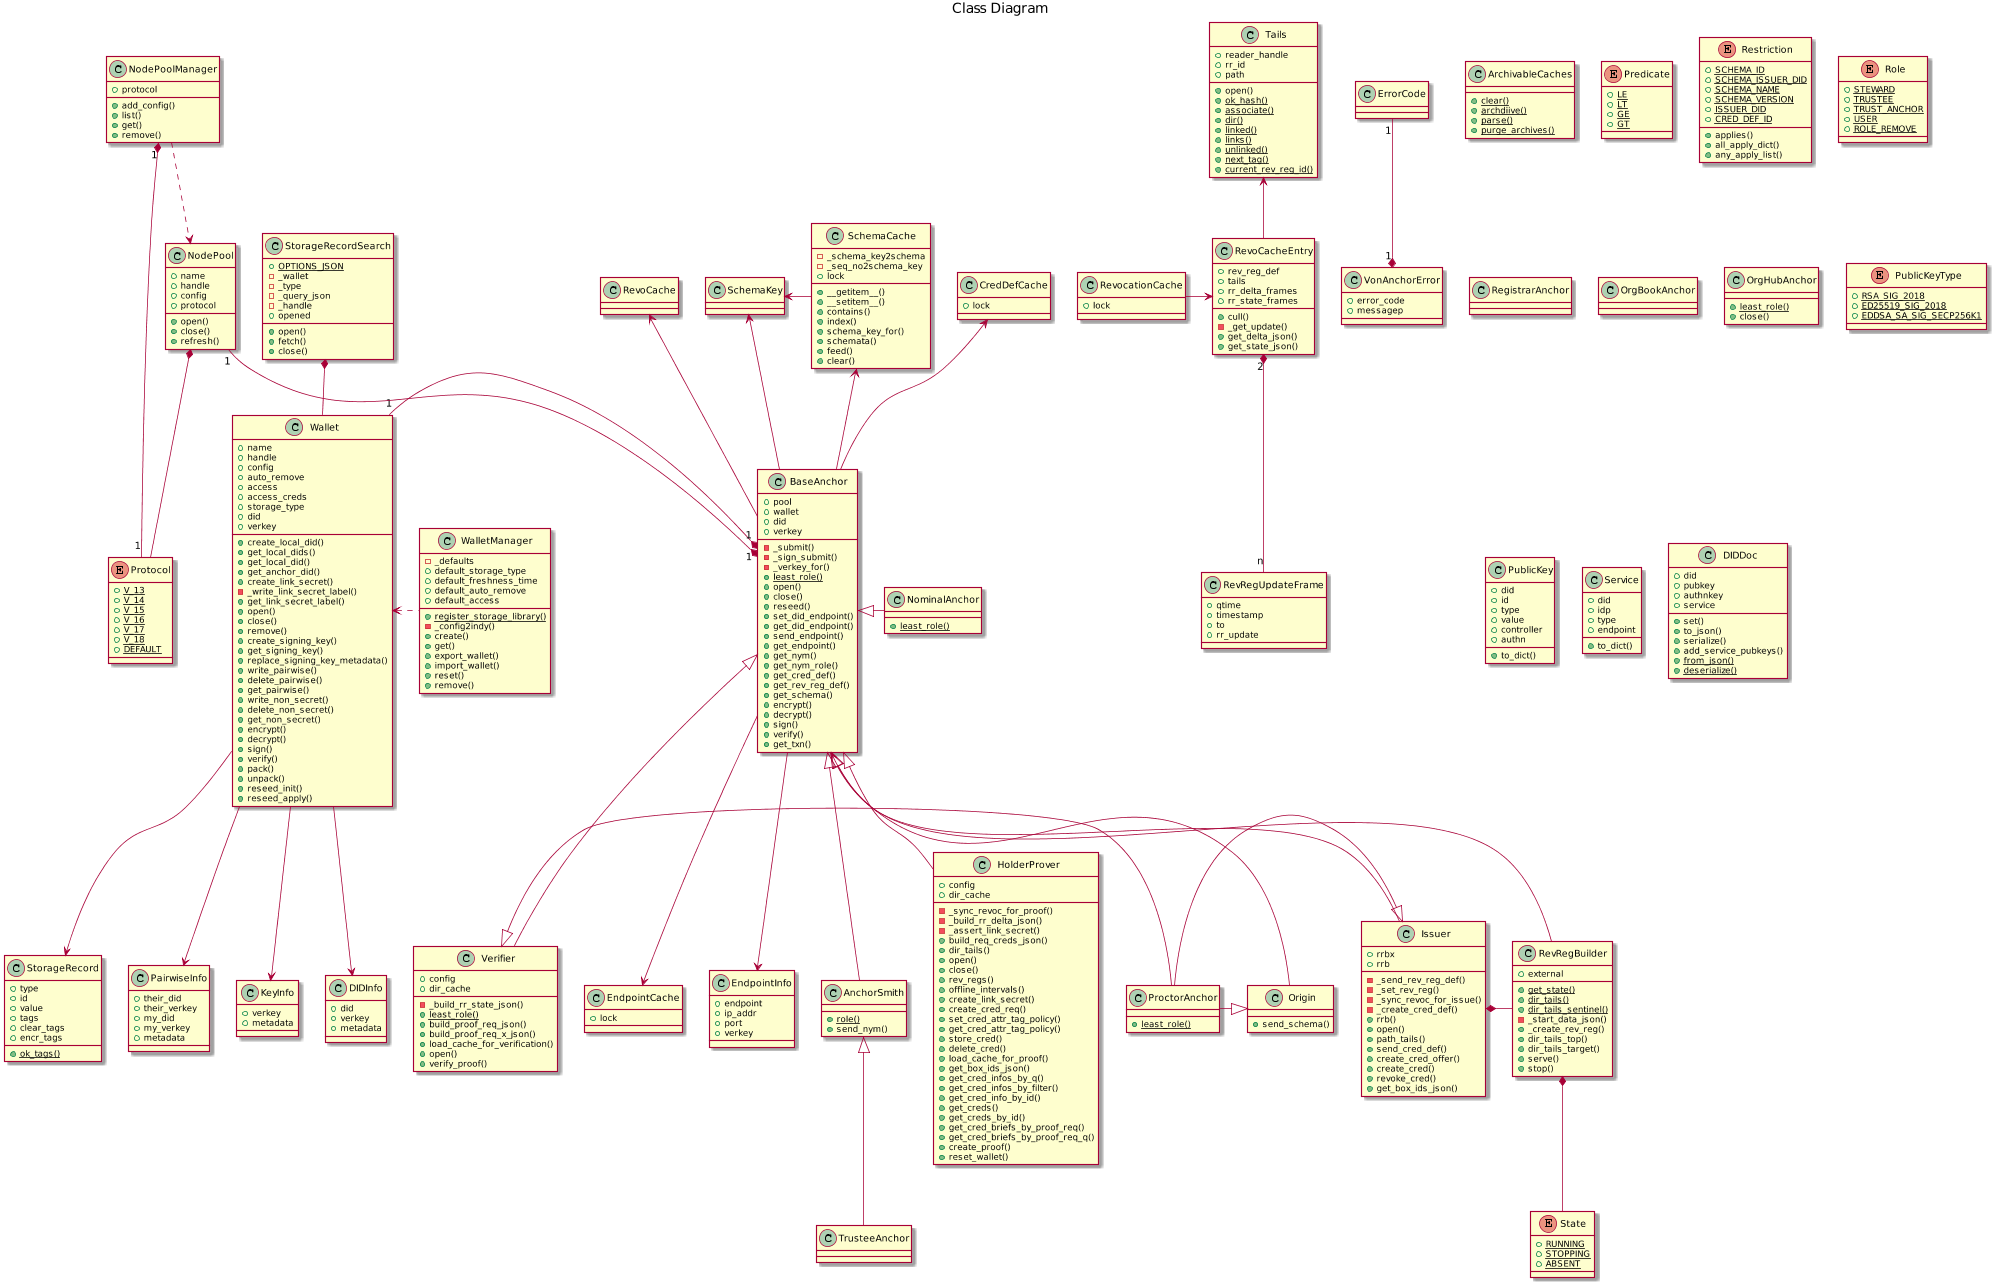 Class Diagram
C NodePoolManager
protocol
add_config()
list()
get()
remove()
1
1
C Tails
reader_handle
rr_id
path
open()
ok_hash()
associate()
dir()
linked()
links()
unlinked()
next_tag()
current_rev_reg_id()
C ErrorCode
1
1
C ArchivableCaches
clear()
archdiive()
parse()
purge_archives()
E Predicate
LE
LT
GE
GT
E Restriction
SCHEMA_ID
SCHEMA_ISSUER_DID
SCHEMA_NAME
SCHEMA_VERSION
ISSUER_DID
CRED_DEF_ID
applies()
all_apply_dict()
any_apply_list()
E Role
STEWARD
TRUSTEE
TRUST_ANCHOR
USER
ROLE_REMOVE
C NodePool
name
handle
config
protocol
open()
close()
refresh()
1
1
C StorageRecordSearch
OPTIONS_JSON
_wallet
_type
_query_json
_handle
opened
open()
fetch()
close()
C RevoCache
C SchemaKey
C SchemaCache
_schema_key2schema
_seq_no2schema_key
lock
__getitem__()
__setitem__()
contains()
index()
schema_key_for()
schemata()
feed()
clear()
C CredDefCache
lock
C RevocationCache
lock
C RevoCacheEntry
rev_reg_def
tails
rr_delta_frames
rr_state_frames
cull()
_get_update()
get_delta_json()
get_state_json()
2
n
C VonAnchorError
error_code
messagep
C RegistrarAnchor
C OrgBookAnchor
C OrgHubAnchor
least_role()
close()
E PublicKeyType
RSA_SIG_2018
ED25519_SIG_2018
EDDSA_SA_SIG_SECP256K1
C Wallet
name
handle
config
auto_remove
access
access_creds
storage_type
did
verkey
create_local_did()
get_local_dids()
get_local_did()
get_anchor_did()
create_link_secret()
_write_link_secret_label()
get_link_secret_label()
open()
close()
remove()
create_signing_key()
get_signing_key()
replace_signing_key_metadata()
write_pairwise()
delete_pairwise()
get_pairwise()
write_non_secret()
delete_non_secret()
get_non_secret()
encrypt()
decrypt()
sign()
verify()
pack()
unpack()
reseed_init()
reseed_apply()
1
1
C WalletManager
_defaults
default_storage_type
default_freshness_time
default_auto_remove
default_access
register_storage_library()
_config2indy()
create()
get()
export_wallet()
import_wallet()
reset()
remove()
C BaseAnchor
pool
wallet
did
verkey
_submit()
_sign_submit()
_verkey_for()
least_role()
open()
close()
reseed()
set_did_endpoint()
get_did_endpoint()
send_endpoint()
get_endpoint()
get_nym()
get_nym_role()
get_cred_def()
get_rev_reg_def()
get_schema()
encrypt()
decrypt()
sign()
verify()
get_txn()
C NominalAnchor
least_role()
E Protocol
V_13
V_14
V_15
V_16
V_17
V_18
DEFAULT
C RevRegUpdateFrame
qtime
timestamp
to
rr_update
C PublicKey
did
id
type
value
controller
authn
to_dict()
C Service
did
idp
type
endpoint
to_dict()
C DIDDoc
did
pubkey
authnkey
service
set()
to_json()
serialize()
add_service_pubkeys()
from_json()
deserialize()
C StorageRecord
type
id
value
tags
clear_tags
encr_tags
ok_tags()
C PairwiseInfo
their_did
their_verkey
my_did
my_verkey
metadata
C KeyInfo
verkey
metadata
C DIDInfo
did
verkey
metadata
C Verifier
config
dir_cache
_build_rr_state_json()
least_role()
build_proof_req_json()
build_proof_req_x_json()
load_cache_for_verification()
open()
verify_proof()
C EndpointCache
lock
C EndpointInfo
endpoint
ip_addr
port
verkey
C AnchorSmith
role()
send_nym()
C HolderProver
config
dir_cache
_sync_revoc_for_proof()
_build_rr_delta_json()
_assert_link_secret()
build_req_creds_json()
dir_tails()
open()
close()
rev_regs()
offline_intervals()
create_link_secret()
create_cred_req()
set_cred_attr_tag_policy()
get_cred_attr_tag_policy()
store_cred()
delete_cred()
load_cache_for_proof()
get_box_ids_json()
get_cred_infos_by_q()
get_cred_infos_by_filter()
get_cred_info_by_id()
get_creds()
get_creds_by_id()
get_cred_briefs_by_proof_req()
get_cred_briefs_by_proof_req_q()
create_proof()
reset_wallet()
C ProctorAnchor
least_role()
C Origin
send_schema()
C Issuer
rrbx
rrb
_send_rev_reg_def()
_set_rev_reg()
_sync_revoc_for_issue()
_create_cred_def()
rrb()
open()
path_tails()
send_cred_def()
create_cred_offer()
create_cred()
revoke_cred()
get_box_ids_json()
C RevRegBuilder
external
get_state()
dir_tails()
dir_tails_sentinel()
_start_data_json()
_create_rev_reg()
dir_tails_top()
dir_tails_target()
serve()
stop()
C TrusteeAnchor
E State
RUNNING
STOPPING
ABSENT